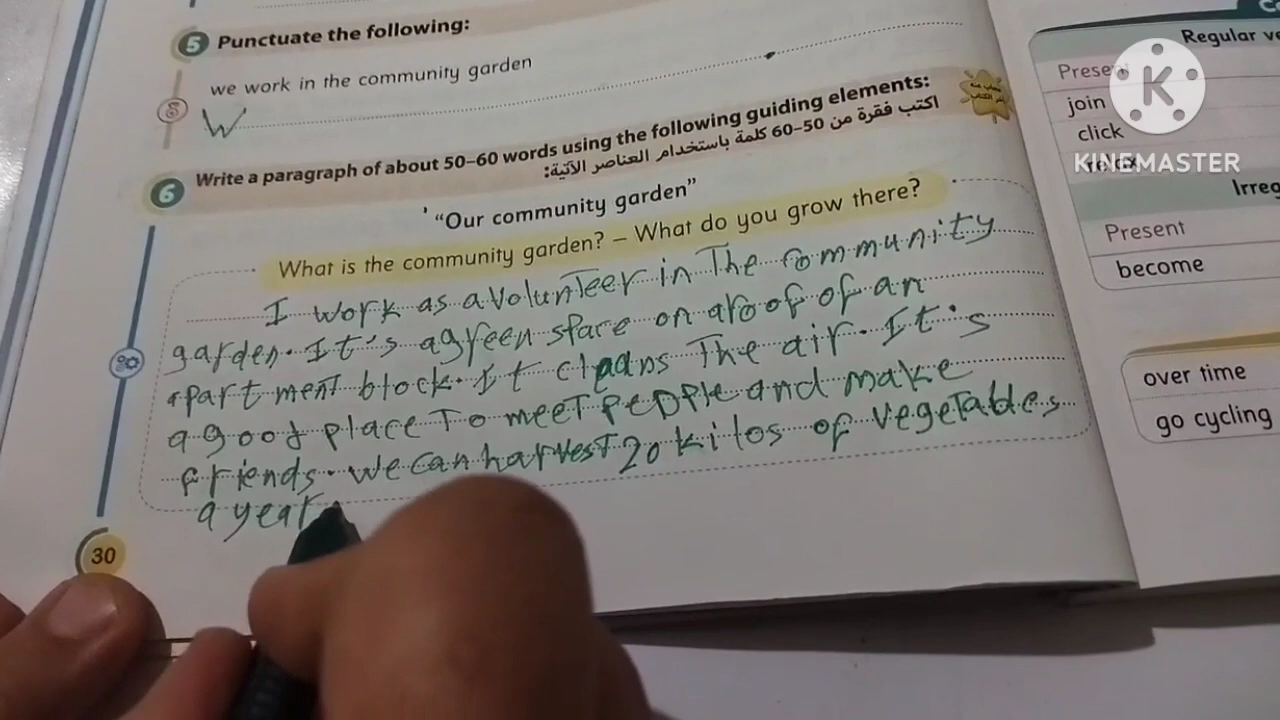 5 Punctuate the following:
we work in the community garden
W .
6 Write a paragraph of about 50–60 words using the following guiding elements:
اكتب فقرة من 50–60 كلمة باستخدام العناصر الآتية:
"Our community garden"
What is the community garden? – What do you grow there?
I work as a volunteer in The community
garden. It's a green space on a roof of an
apartment block. It cleans The air. It's
a good place To meet people and make
friends. we can harvest 20 kilos of vegetables
a year
30
Regular ve
Present
join
click
relax
Irreg
Present
become
over time
go cycling
K
KINEMASTER